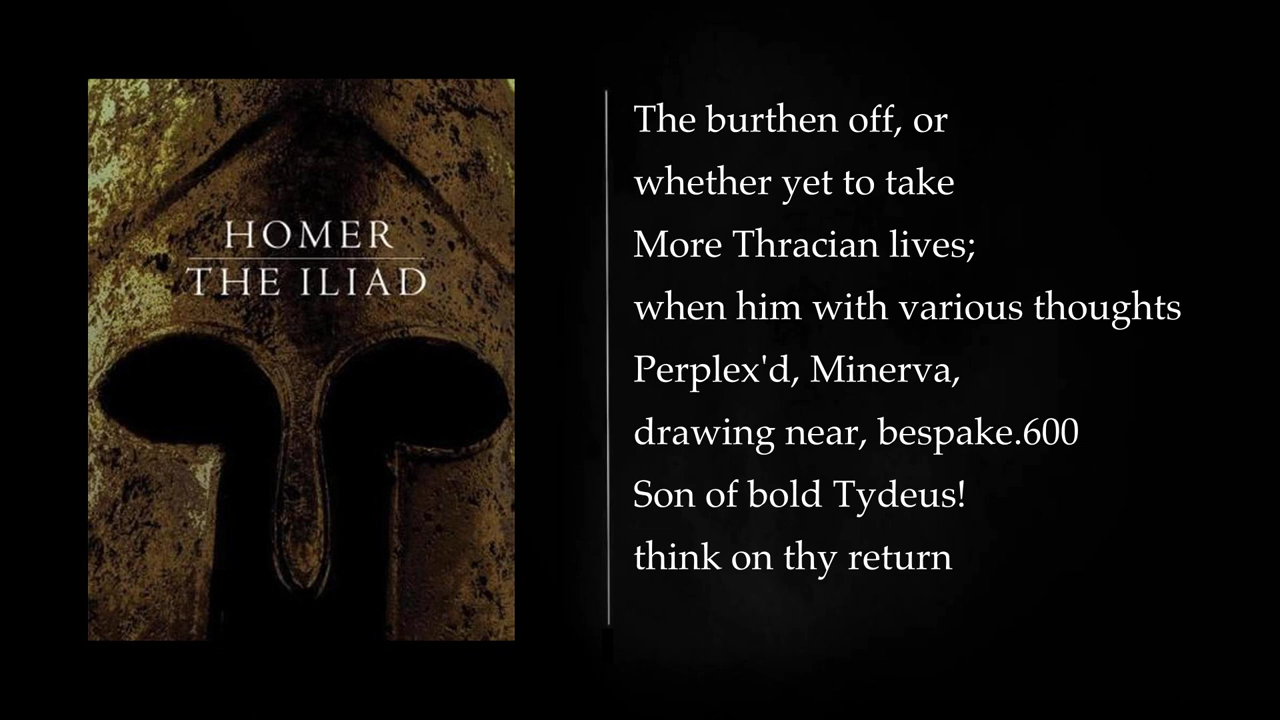 HOMER
THE ILIAD
The burthen off, or
whether yet to take
More Thracian lives;
when him with various thoughts
Perplex'd, Minerva,
drawing near, bespake.600
Son of bold Tydeus!
think on thy return